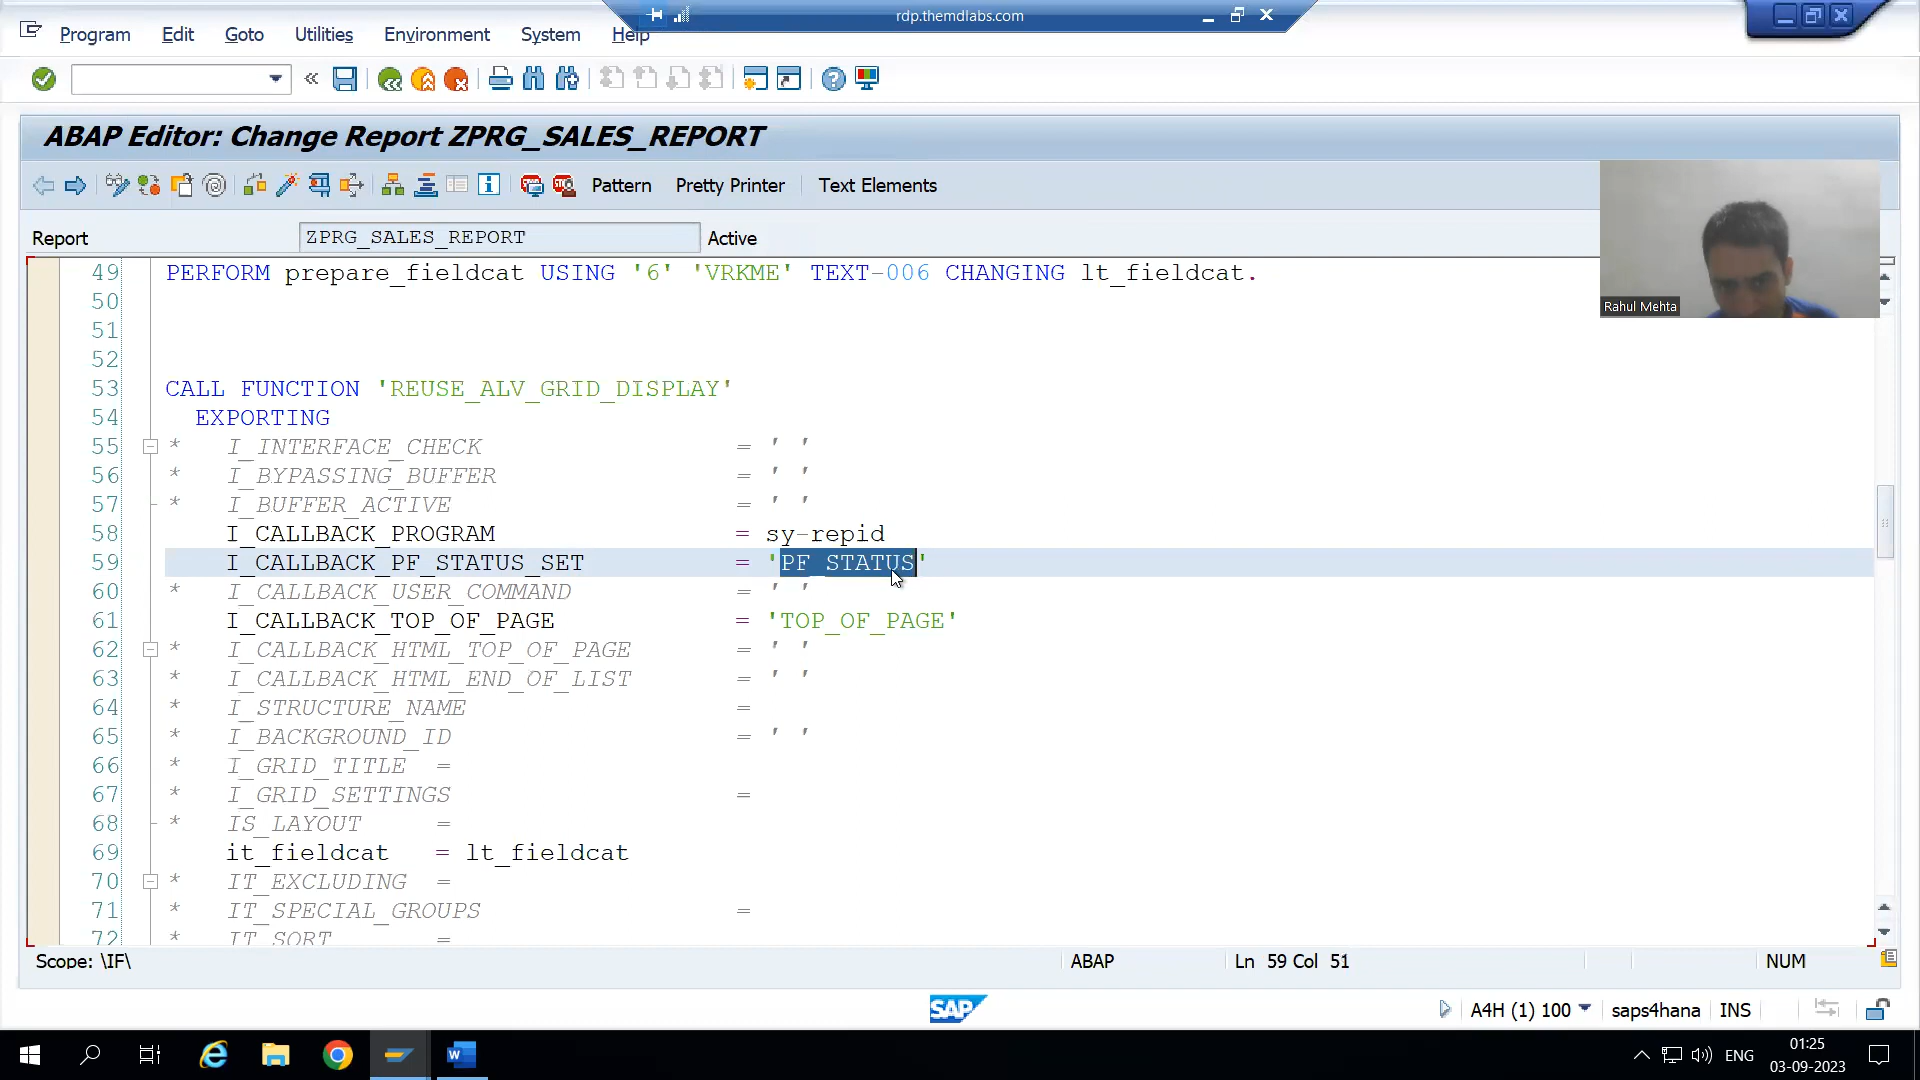 rdp.themdlabs.com
Program Edit Goto Utilities Environment System Help
ABAP Editor: Change Report ZPRG_SALES_REPORT
Pattern Pretty Printer Text Elements
Report ZPRG_SALES_REPORT Active
Rahul Mehta
49 PERFORM prepare_fieldcat USING '6' 'VRKME' TEXT-006 CHANGING lt_fieldcat.
50
51
52
53 CALL FUNCTION 'REUSE_ALV_GRID_DISPLAY'
54 EXPORTING
55 * I_INTERFACE_CHECK = ' '
56 * I_BYPASSING_BUFFER = ' '
57 * I_BUFFER_ACTIVE = ' '
58 I_CALLBACK_PROGRAM = sy-repid
59 I_CALLBACK_PF_STATUS_SET = 'PF_STATUS'
60 * I_CALLBACK_USER_COMMAND = ' '
61 I_CALLBACK_TOP_OF_PAGE = 'TOP_OF_PAGE'
62 * I_CALLBACK_HTML_TOP_OF_PAGE = ' '
63 * I_CALLBACK_HTML_END_OF_LIST = ' '
64 * I_STRUCTURE_NAME =
65 * I_BACKGROUND_ID = ' '
66 * I_GRID_TITLE =
67 * I_GRID_SETTINGS =
68 * IS_LAYOUT =
69 it_fieldcat = lt_fieldcat
70 * IT_EXCLUDING =
71 * IT_SPECIAL_GROUPS =
72 * IT_SORT =
Scope: \IF\ ABAP Ln 59 Col 51 NUM
SAP A4H (1) 100 saps4hana INS
ENG 01:25
03-09-2023